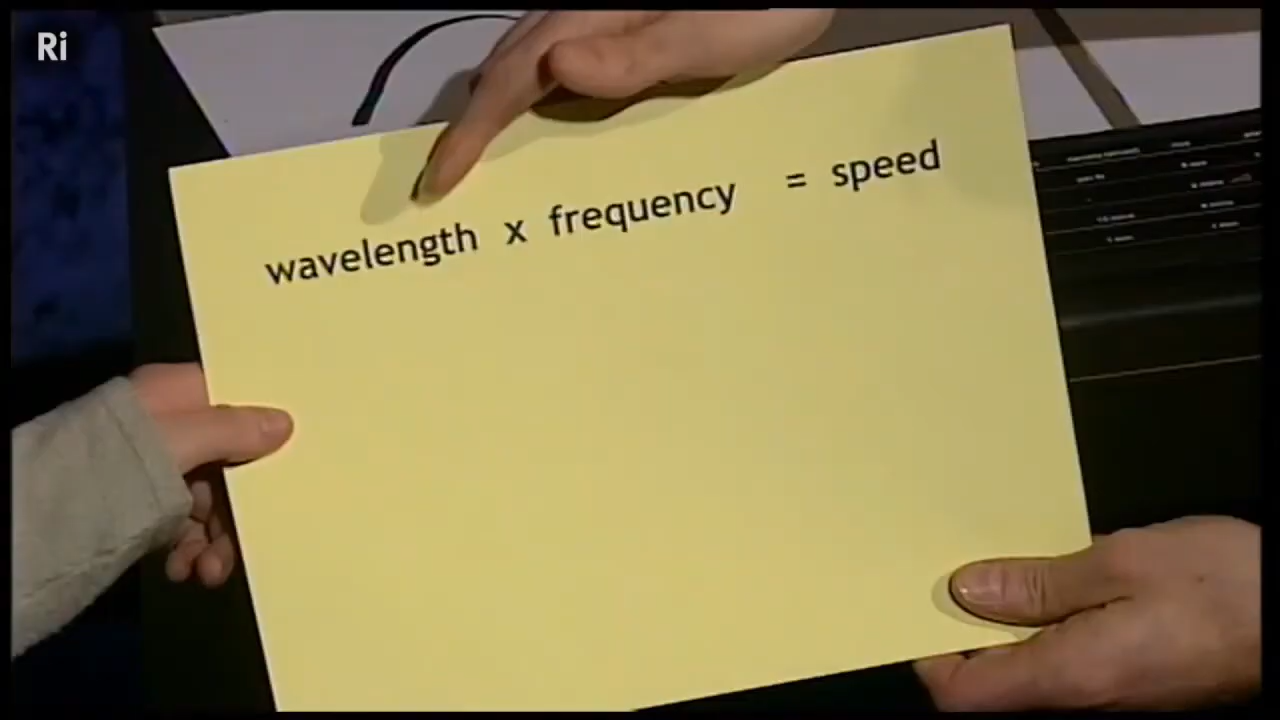 Ri
wavelength x frequency = speed